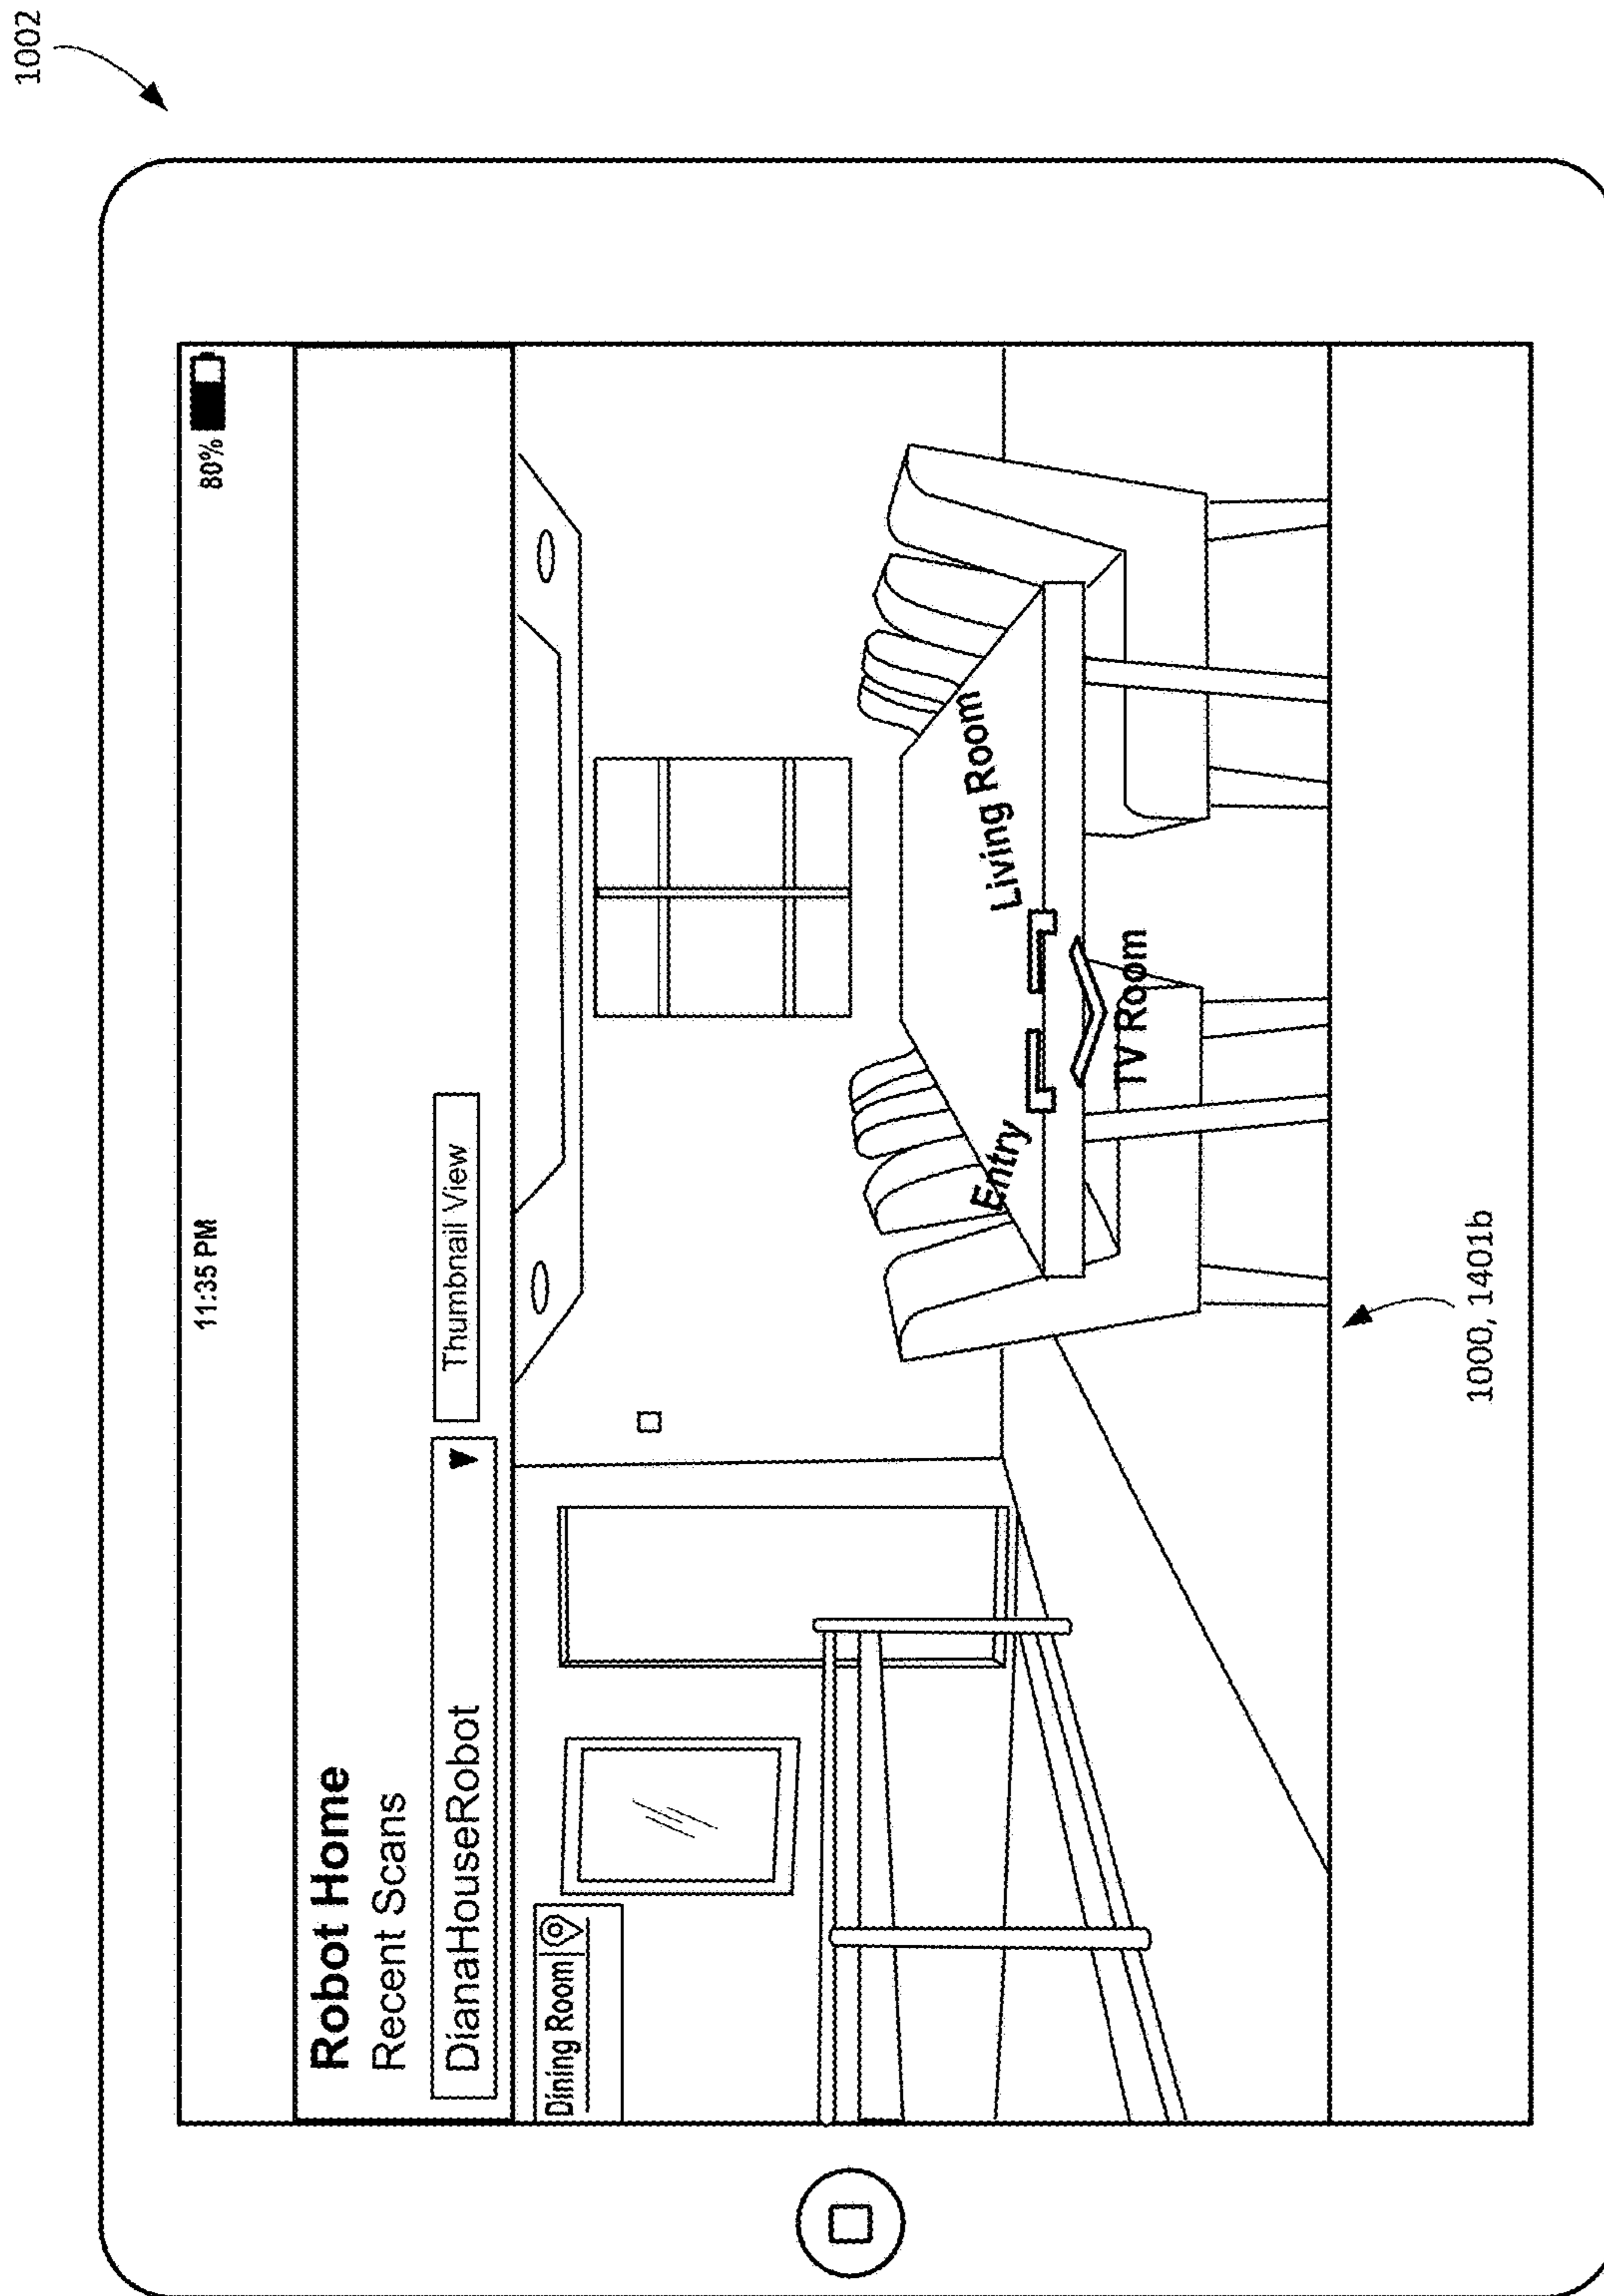 1002
11:35 PM
80%
Robot Home
Recent Scans
DianaHouseRobot
Thumbnail View
Dining Room
Entry
Living Room
TV Room
1000, 1401b